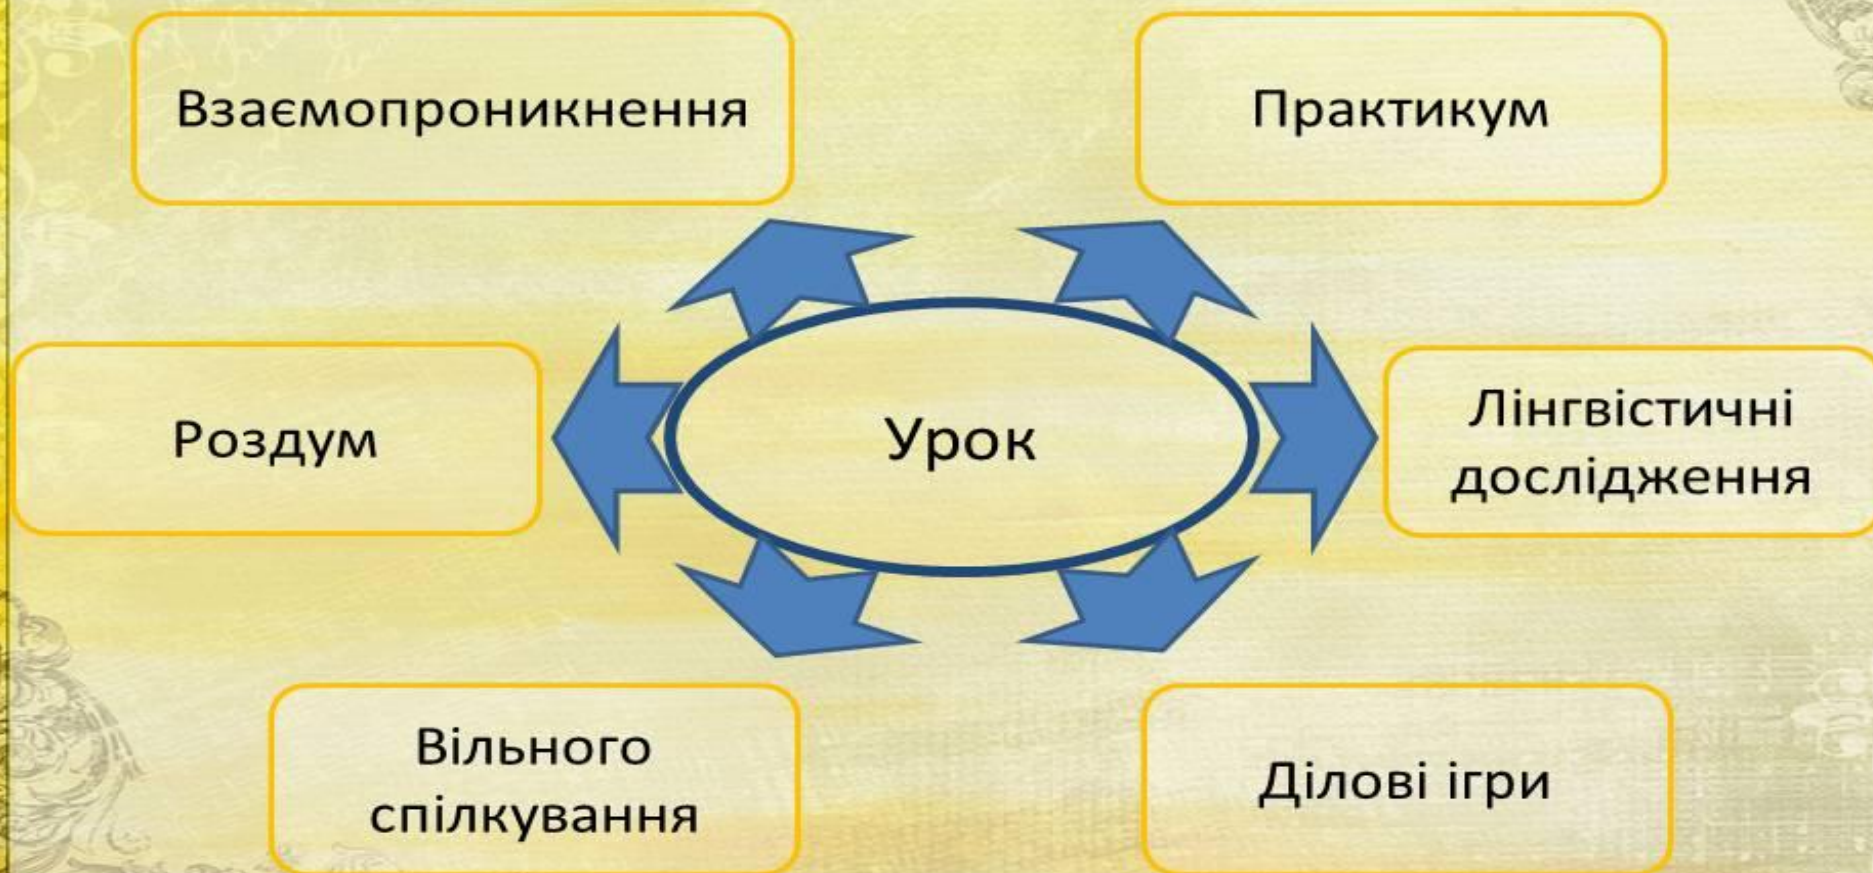 Взаємопроникнення
Практикум
Роздум
Урок
Лінгвістичні
дослідження
Вільного
спілкування
Ділові ігри